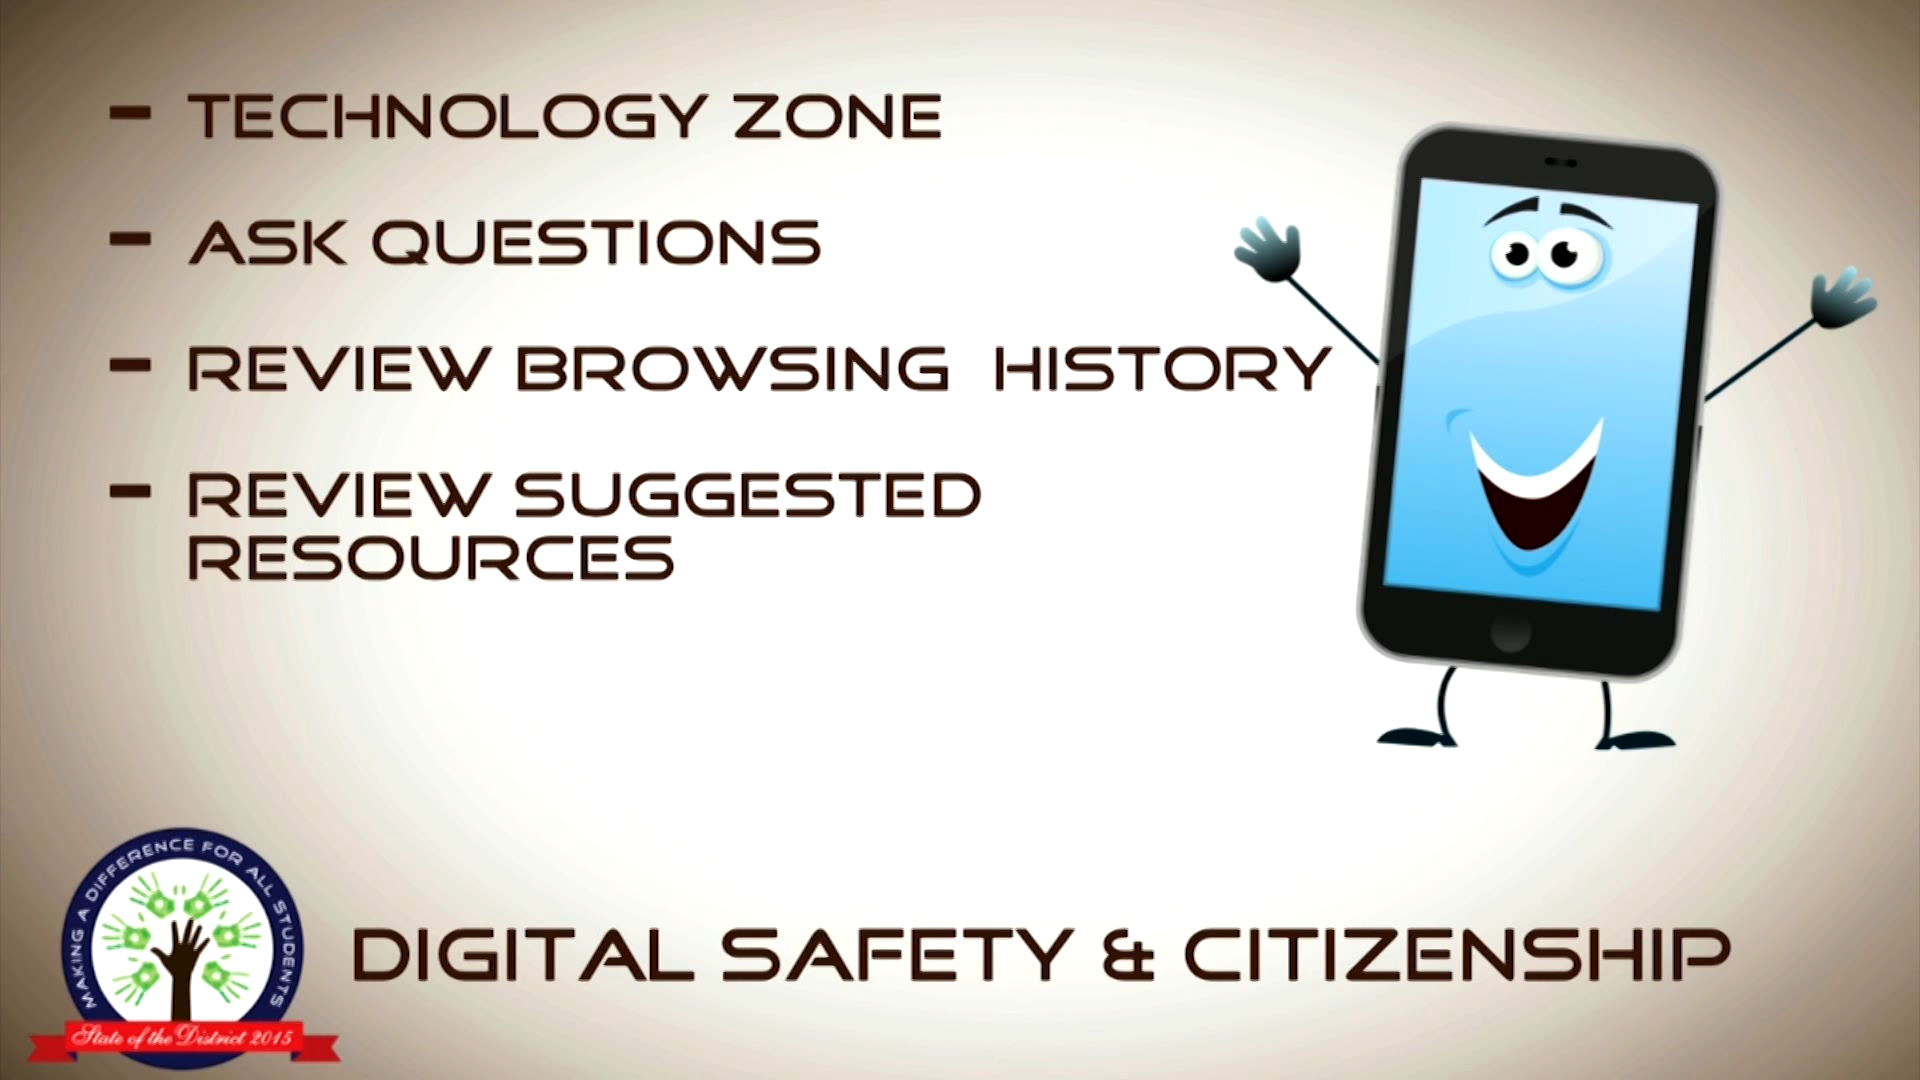 - TECHNOLOGY ZONE
- ASK QUESTIONS
- REVIEW BROWSING HISTORY
- REVIEW SUGGESTED
RESOURCES
MAKING A DIFFERENCE FOR ALL STUDENTS
State of the District 2015
DIGITAL SAFETY & CITIZENSHIP